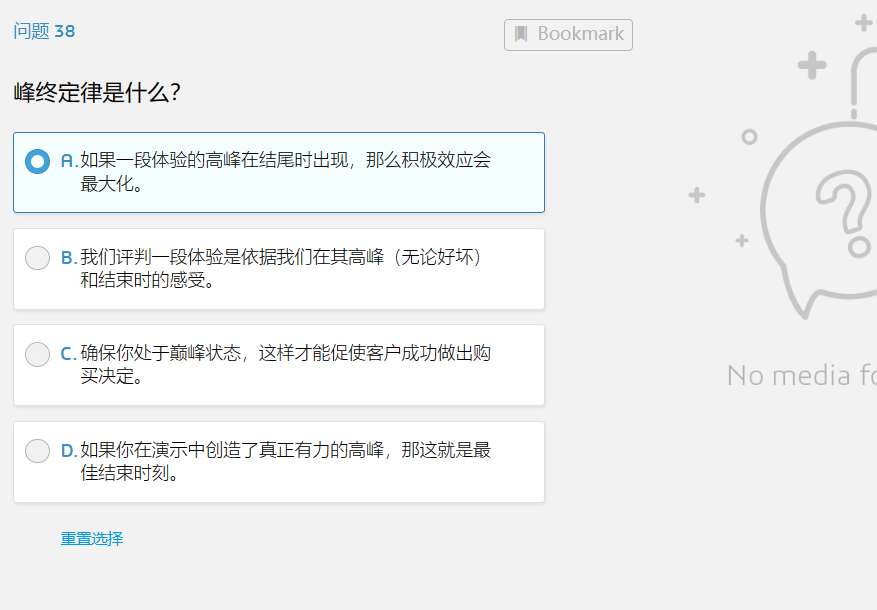 问题 38
Bookmark
峰终定律是什么?
A. 如果一段体验的高峰在结尾时出现，那么积极效应会
最大化。
B. 我们评判一段体验是依据我们在其高峰（无论好坏）
和结束时的感受。
C. 确保你处于巅峰状态，这样才能促使客户成功做出购
买决定。
D. 如果你在演示中创造了真正有力的高峰，那这就是最
佳结束时刻。
重置选择
No media fo